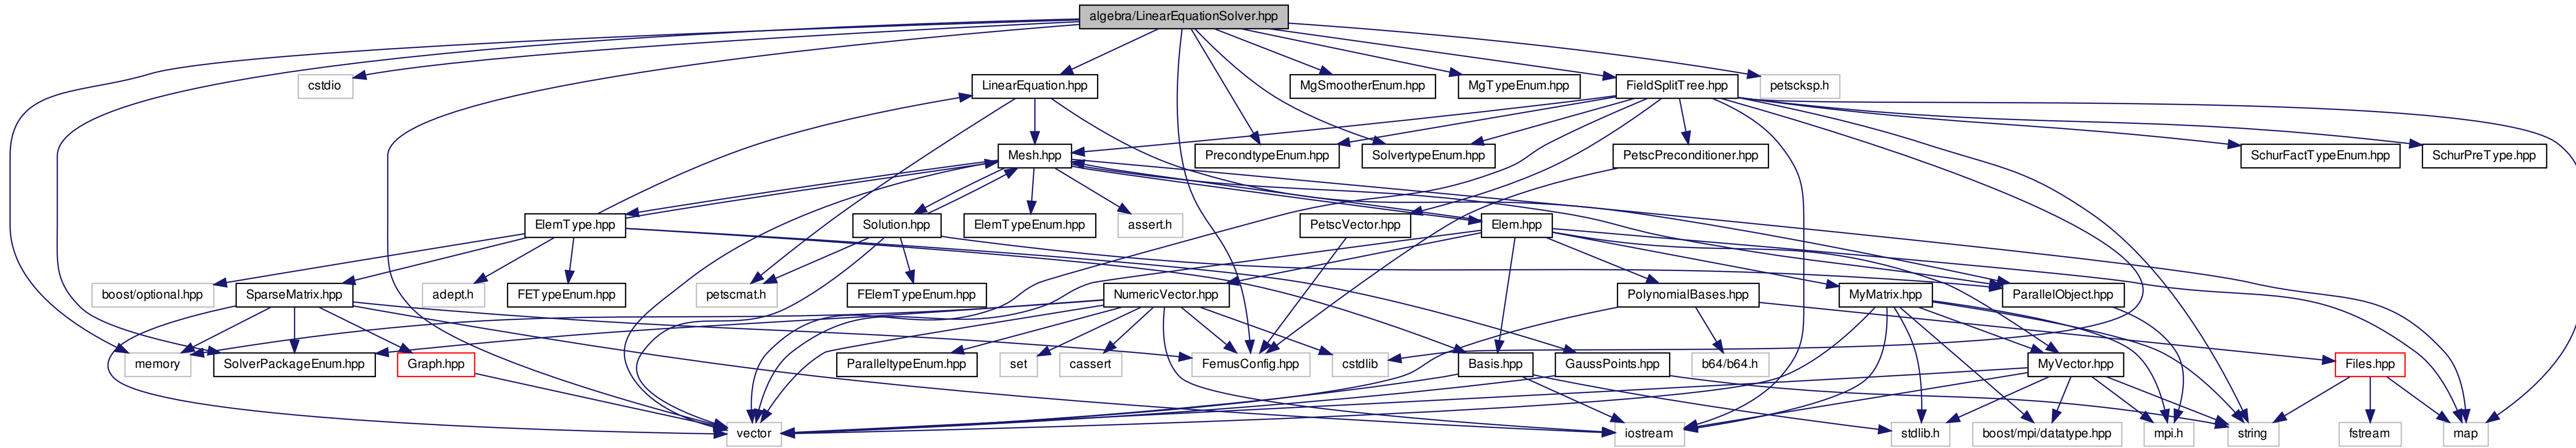 algebra/LinearEquationSolver.hpp
cstdio
LinearEquation.hpp
MgSmootherEnum.hpp
MgTypeEnum.hpp
FieldSplitTree.hpp
petscksp.h
Mesh.hpp
PrecondtypeEnum.hpp
SolvertypeEnum.hpp
PetscPreconditioner.hpp
SchurFactTypeEnum.hpp
SchurPreType.hpp
ElemType.hpp
Solution.hpp
ElemTypeEnum.hpp
assert.h
PetscVector.hpp
Elem.hpp
boost/optional.hpp
SparseMatrix.hpp
adept.h
FETypeEnum.hpp
petscmat.h
FElemTypeEnum.hpp
NumericVector.hpp
PolynomialBases.hpp
MyMatrix.hpp
ParallelObject.hpp
memory
SolverPackageEnum.hpp
Graph.hpp
ParalleltypeEnum.hpp
set
cassert
FemusConfig.hpp
cstdlib
Basis.hpp
GaussPoints.hpp
b64/b64.h
MyVector.hpp
Files.hpp
vector
iostream
stdlib.h
boost/mpi/datatype.hpp
mpi.h
string
fstream
map